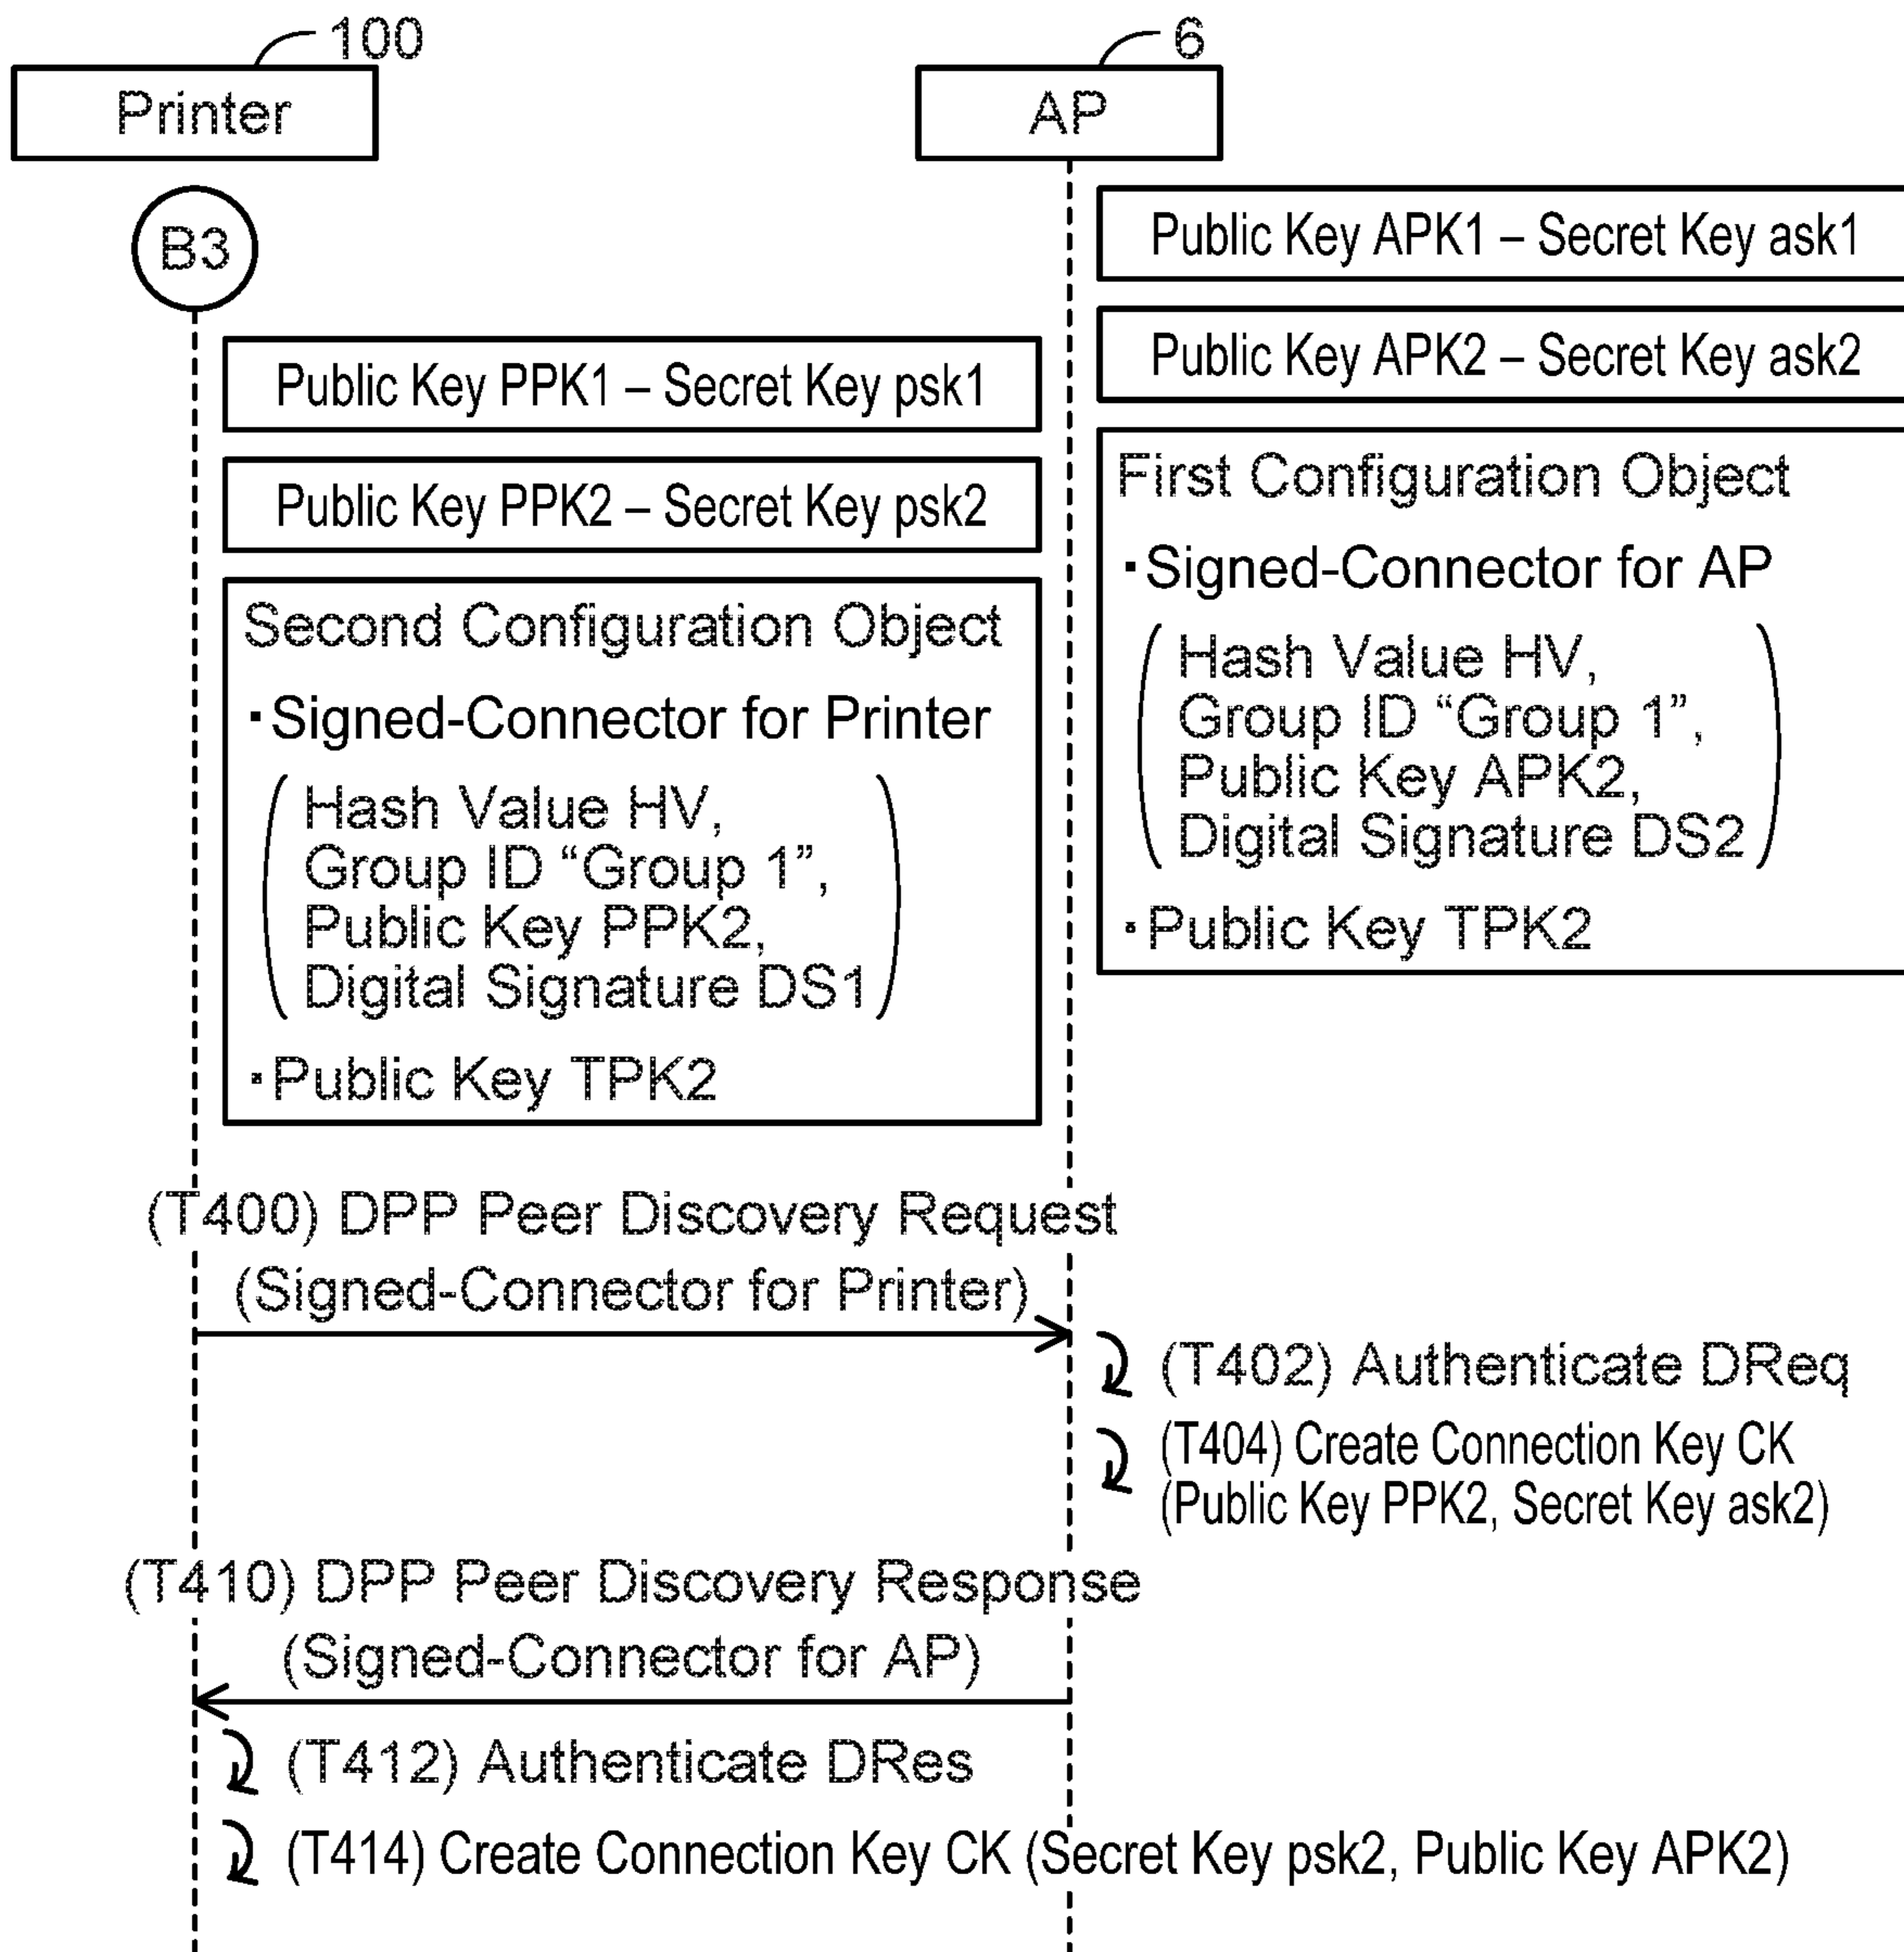 100
6
Printer
AP
B3
Public Key APK1 – Secret Key ask1
Public Key APK2 – Secret Key ask2
Public Key PPK1 – Secret Key psk1
Public Key PPK2 – Secret Key psk2
First Configuration Object
・Signed-Connector for AP
Hash Value HV,
Group ID “Group 1”,
Public Key APK2,
Digital Signature DS2
・Public Key TPK2
Second Configuration Object
・Signed-Connector for Printer
Hash Value HV,
Group ID “Group 1”,
Public Key PPK2,
Digital Signature DS1
・Public Key TPK2
(T400) DPP Peer Discovery Request
(Signed-Connector for Printer)
(T402) Authenticate DReq
(T404) Create Connection Key CK
(Public Key PPK2, Secret Key ask2)
(T410) DPP Peer Discovery Response
(Signed-Connector for AP)
(T412) Authenticate DRes
(T414) Create Connection Key CK (Secret Key psk2, Public Key APK2)